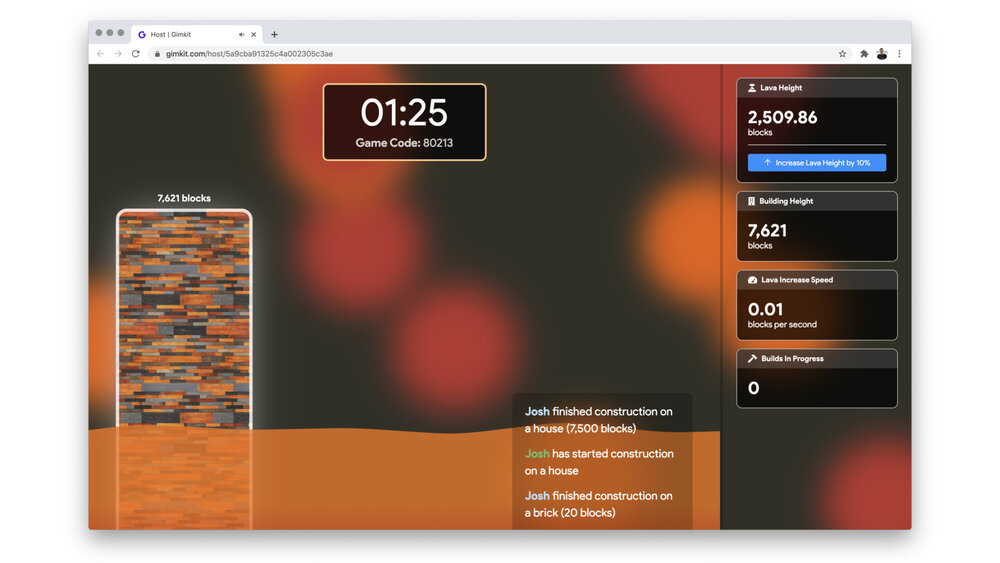 Host | Gimkit
gimkit.com/host/5a9cba91325c4a002305c3ae
01:25
Game Code: 80213
7,621 blocks
Josh finished construction on
a house (7,500 blocks)
Josh has started construction
on a house
Josh finished construction on
a brick (20 blocks)
Lava Height
2,509.86
blocks
Increase Lava Height by 10%
Building Height
7,621
blocks
Lava Increase Speed
0.01
blocks per second
Builds In Progress
0